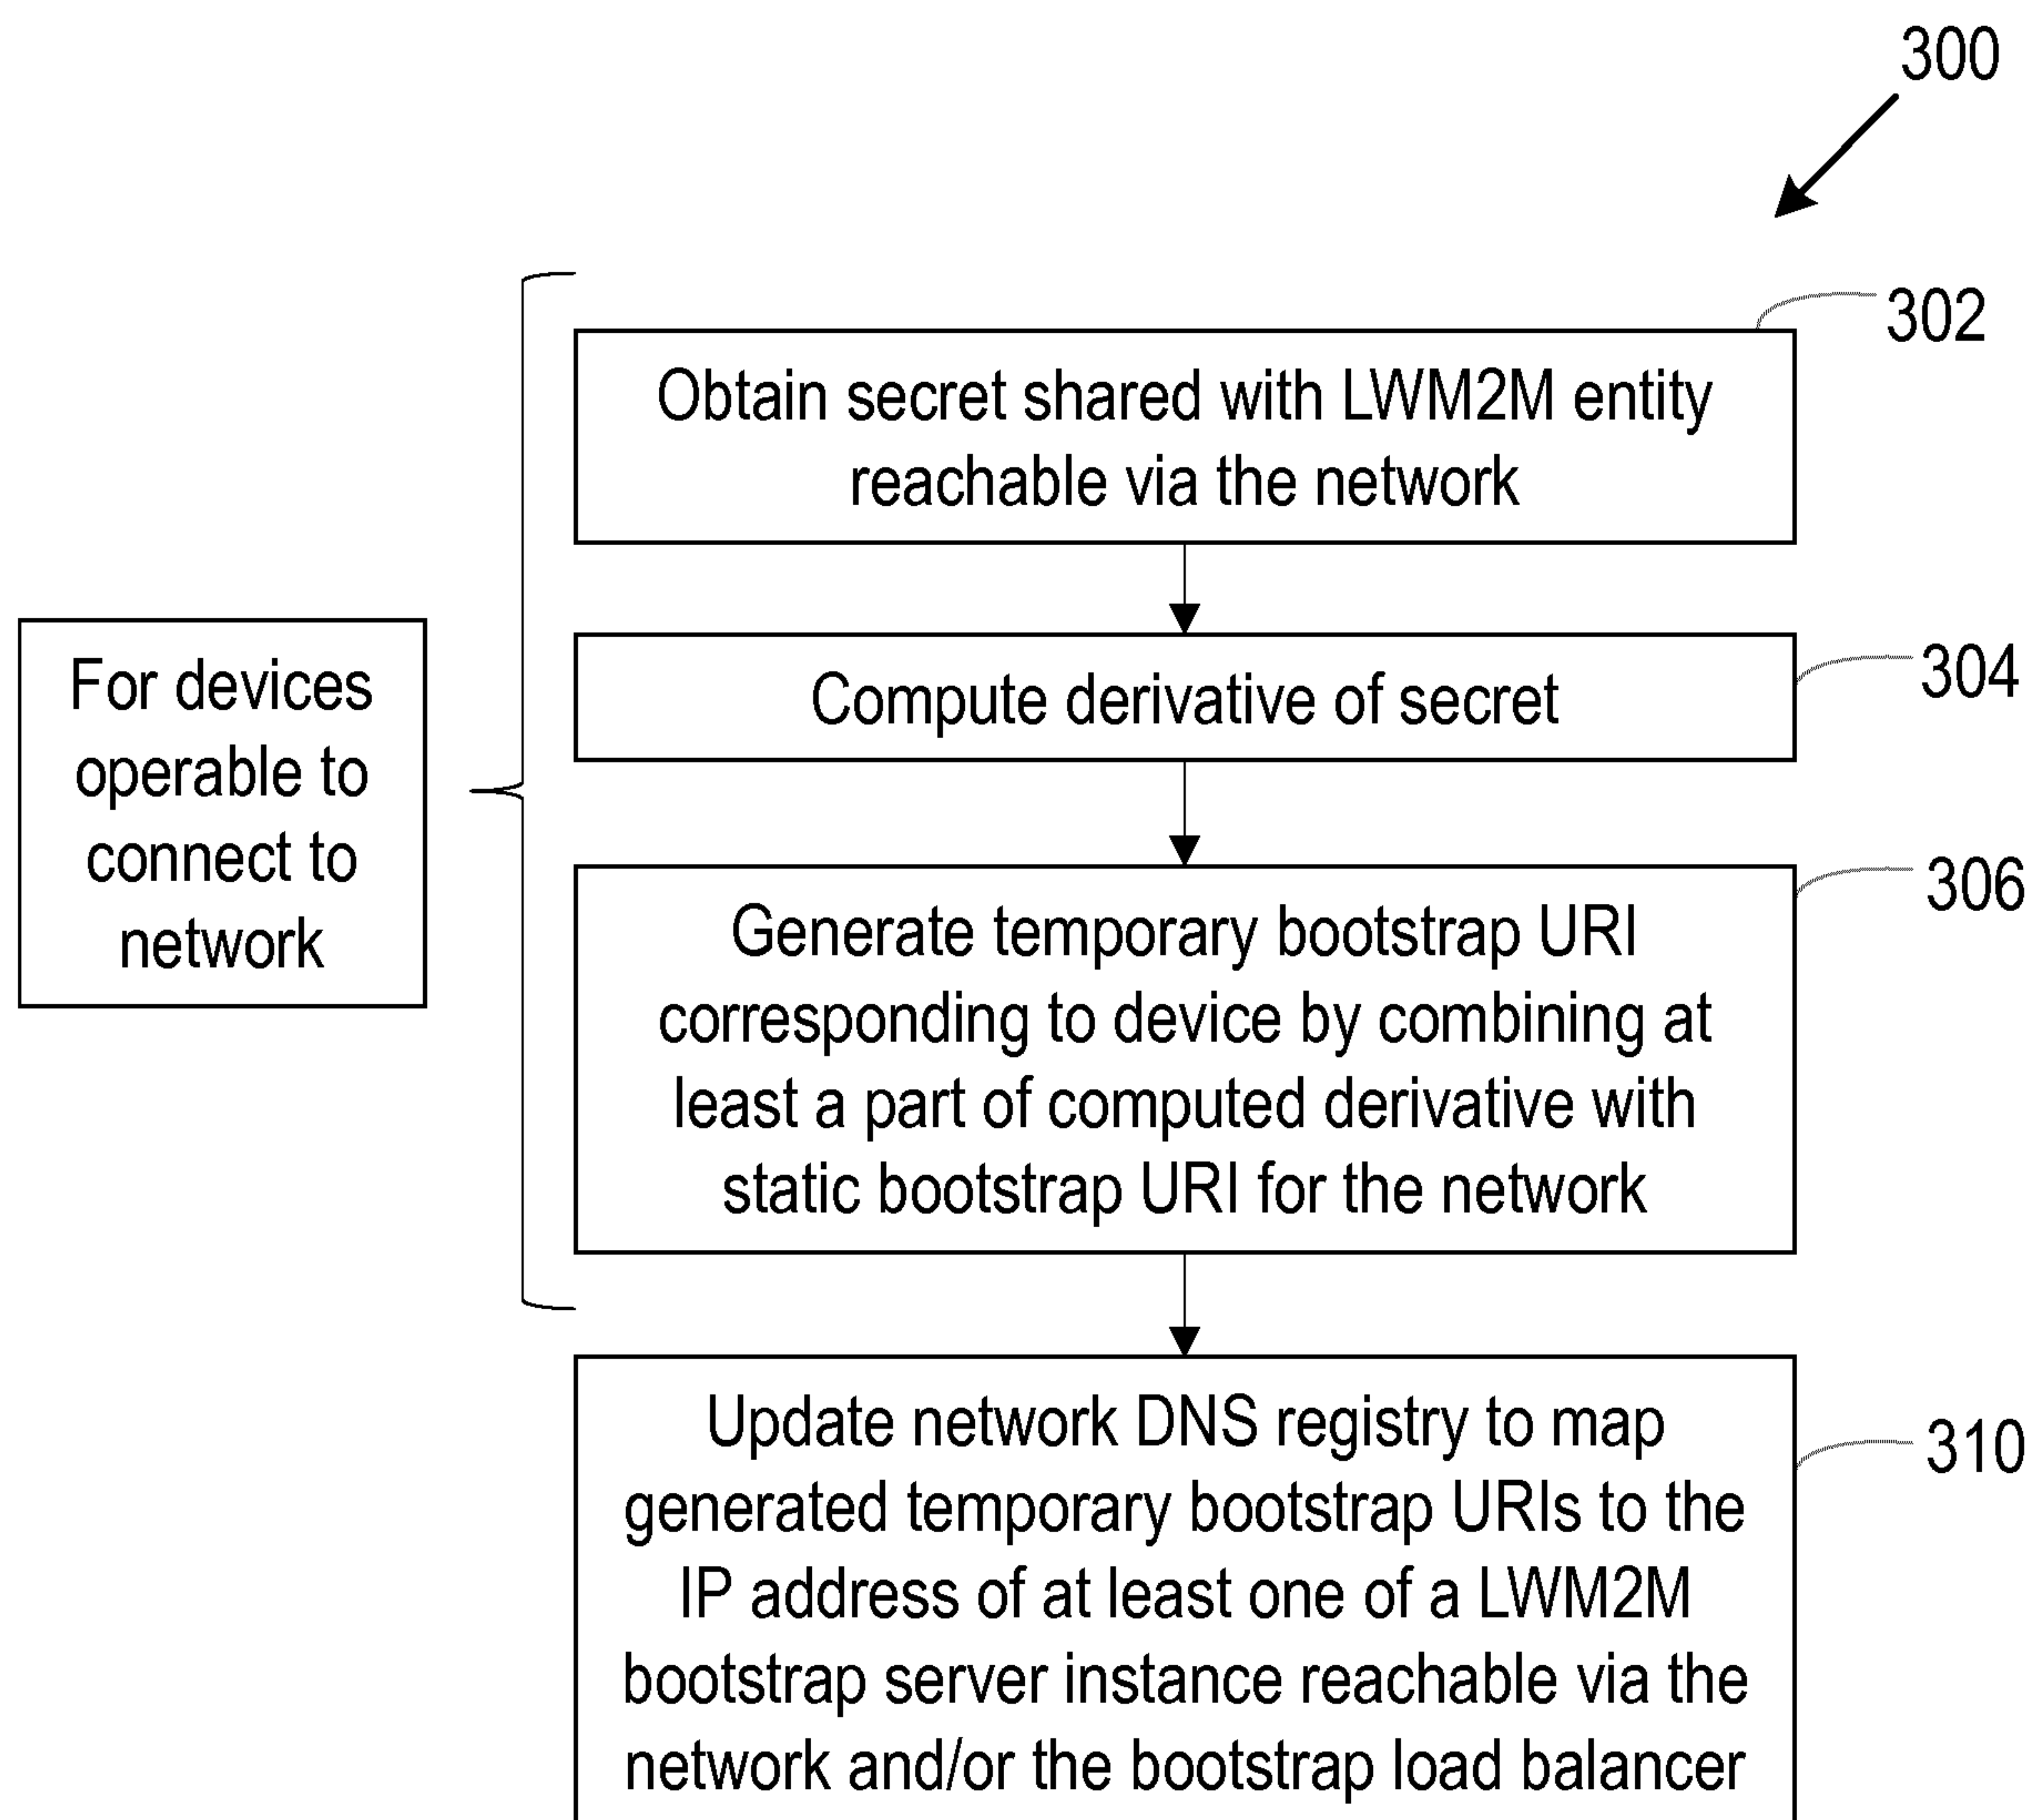 300
302
Obtain secret shared with LWM2M entity
reachable via the network
304
Compute derivative of secret
For devices
operable to
connect to
network
306
Generate temporary bootstrap URI
corresponding to device by combining at
least a part of computed derivative with
static bootstrap URI for the network
310
Update network DNS registry to map
generated temporary bootstrap URIs to the
IP address of at least one of a LWM2M
bootstrap server instance reachable via the
network and/or the bootstrap load balancer